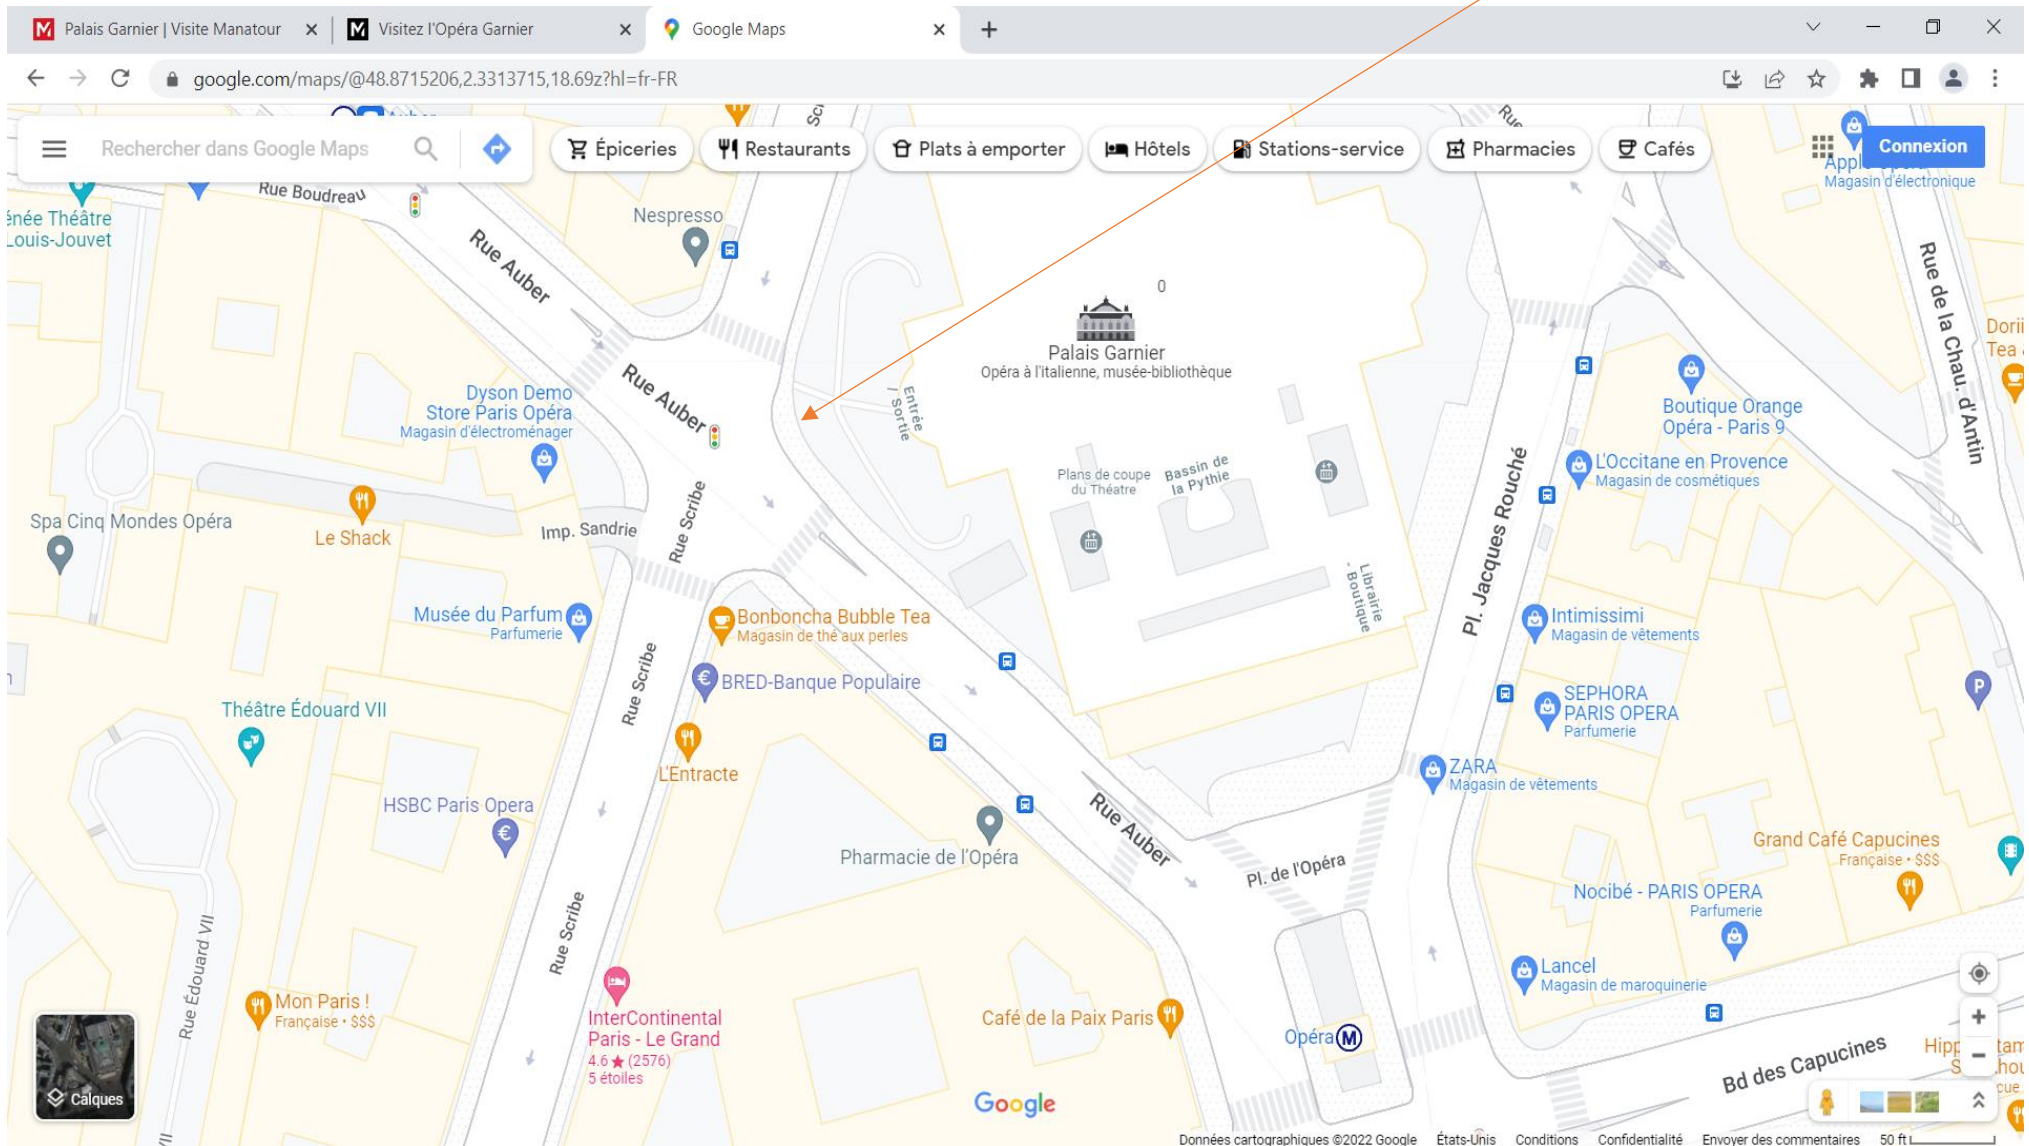 Palais Garnier | Visite Manatour
Visitez l'Opéra Garnier
Google Maps
google.com/maps/@48.8715206,2.3313715,18.69z?hl=fr-FR
Rechercher dans Google Maps
Épiceries
Restaurants
Plats à emporter
Hôtels
Stations-service
Pharmacies
Cafés
Connexion
Magasin d'électronique
Rue Boudreau
énée Théâtre
Louis-Jouvet
Nespresso
Rue Auber
Rue de la Chau. d'Antin
0
Palais Garnier
Opéra à l'italienne, musée-bibliothèque
Rue Auber
Entrée
/ Sortie
Dyson Demo
Store Paris Opéra
Magasin d'électroménager
Boutique Orange
Opéra - Paris 9
L'Occitane en Provence
Magasin de cosmétiques
Plans de coupe
du Théatre
Bassin de
la Pythie
Pl. Jacques Rouché
Spa Cinq Mondes Opéra
Le Shack
Imp. Sandrie
Rue Scribe
Librairie
- Boutique
Musée du Parfum
Parfumerie
Bonboncha Bubble Tea
Magasin de thé aux perles
Intimissimi
Magasin de vêtements
Rue Scribe
BRED-Banque Populaire
SEPHORA
PARIS OPERA
Parfumerie
P
Théâtre Édouard VII
L'Entracte
ZARA
Magasin de vêtements
HSBC Paris Opera
Rue Auber
Pharmacie de l'Opéra
Pl. de l'Opéra
Grand Café Capucines
Française • $$$
Nocibé - PARIS OPERA
Parfumerie
Rue Édouard VII
Rue Scribe
Lancel
Magasin de maroquinerie
Mon Paris !
Française • $$$
InterContinental
Paris - Le Grand
4.6 ★ (2576)
5 étoiles
Café de la Paix Paris
Opéra M
Bd des Capucines
Calques
Google
Données cartographiques ©2022 Google États-Unis Conditions Confidentialité Envoyer des commentaires 50 ft